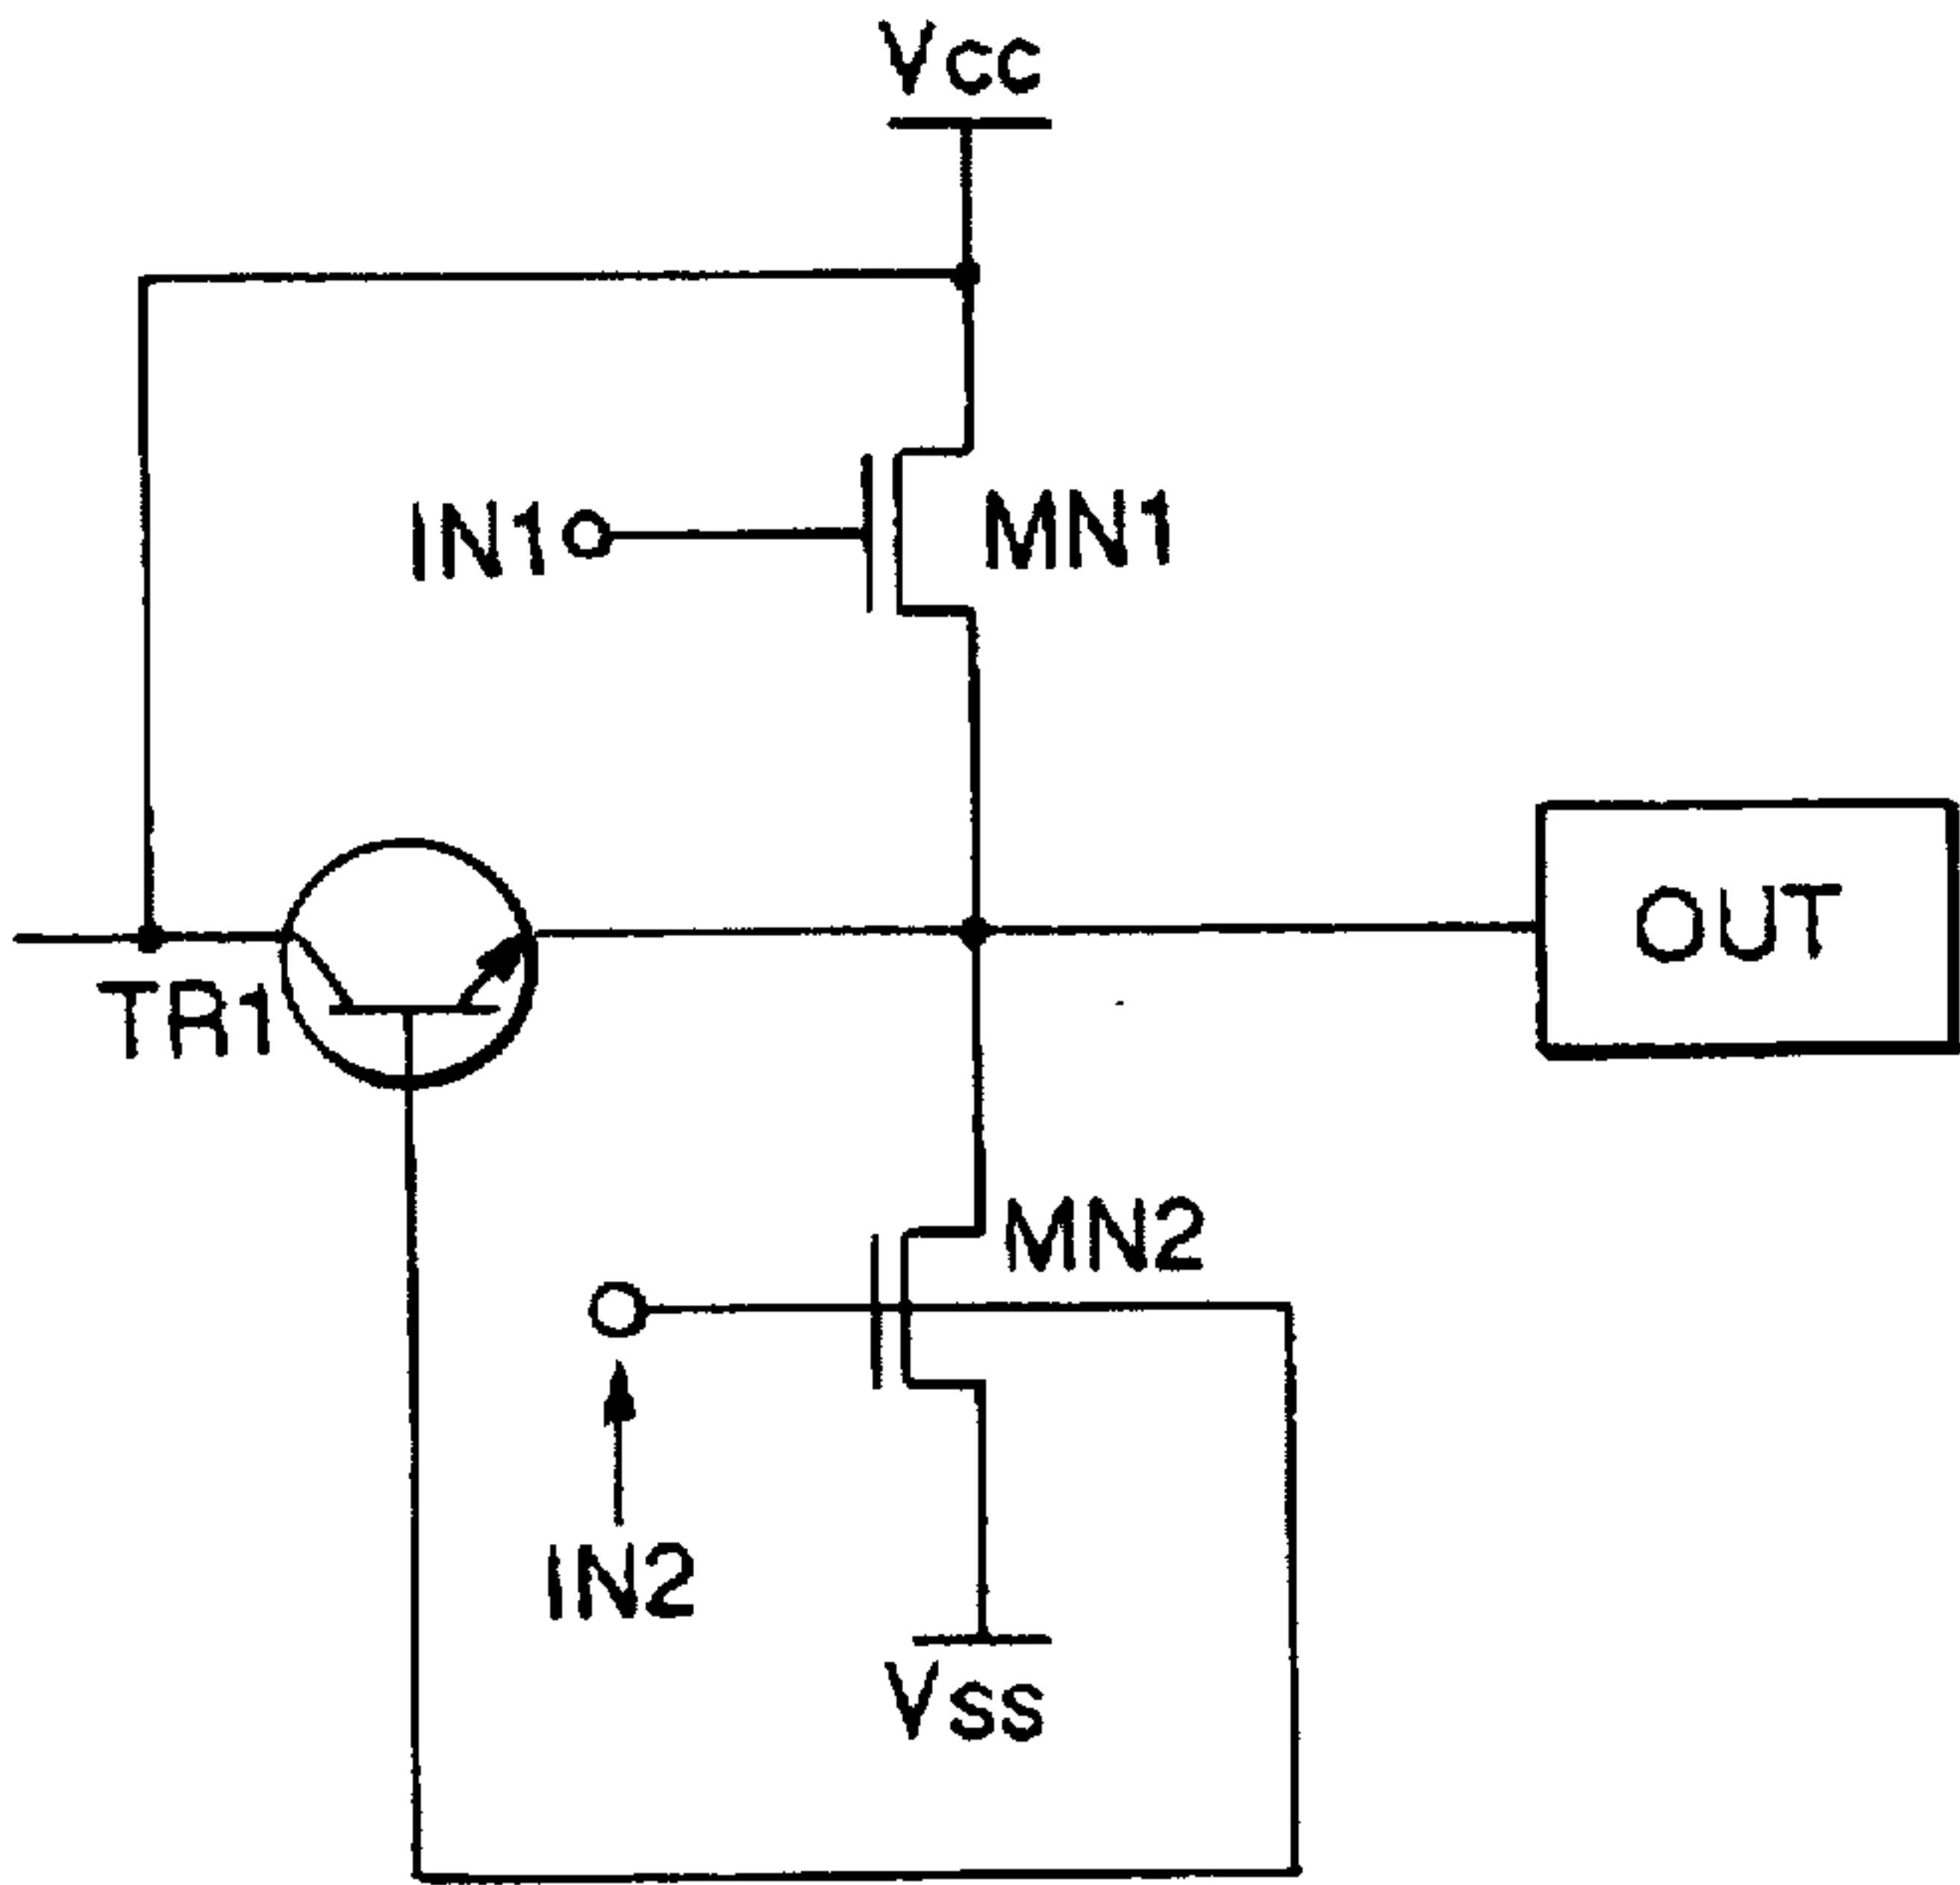 Vcc
IN1
MN1
OUT
TR1
MN2
IN2
Vss